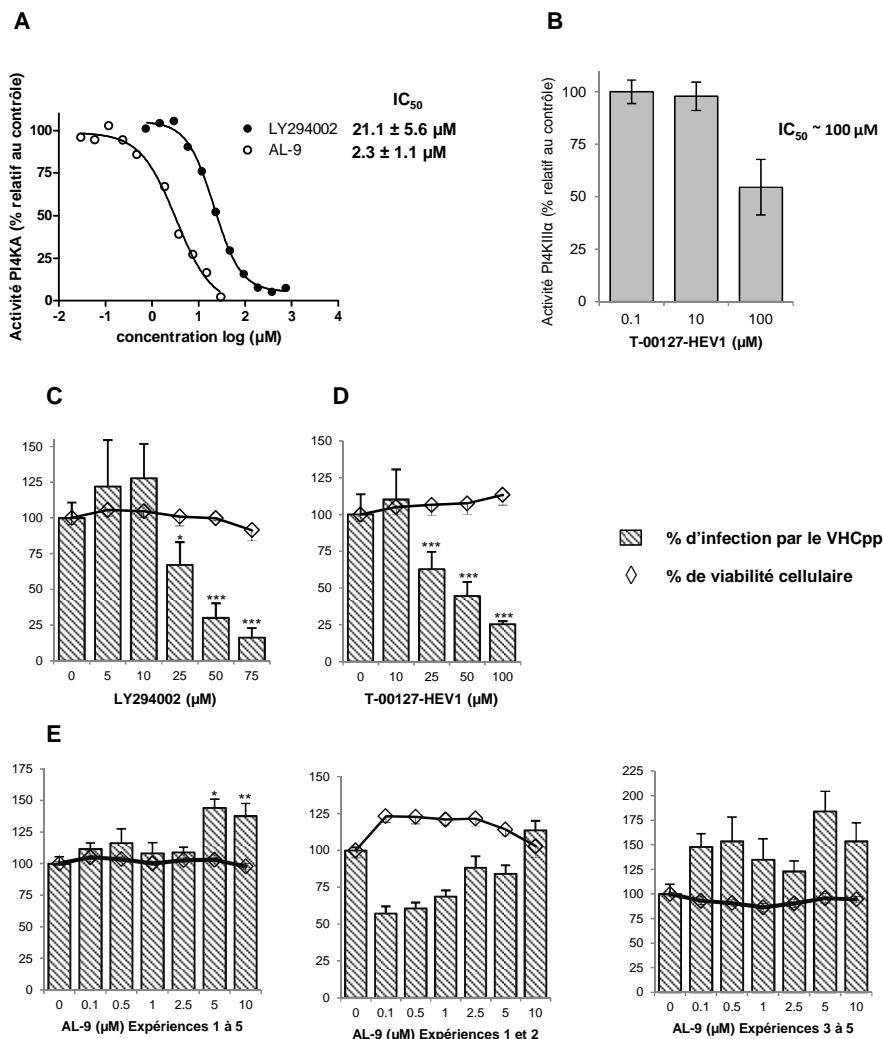 A
IC50
LY294002 21.1 ± 5.6 µM
AL-9 2.3 ± 1.1 µM
Activité PI4KA (% relatif au contrôle)
100
75
50
25
0
-2 -1 0 1 2 3 4
concentration log (µM)
B
Activité PI4KIIIα (% relatif au contrôle)
100
75
50
25
0
IC50 ~ 100 µM
0.1 10 100
T-00127-HEV1 (µM)
C
150
125
100
75
50
25
0
*
***
***
0 5 10 25 50 75
LY294002 (µM)
D
150
125
100
75
50
25
0
***
***
***
0 10 25 50 100
T-00127-HEV1 (µM)
% d'infection par le VHCpp
% de viabilité cellulaire
E
175
150
125
100
75
50
25
0
*
**
0 0.1 0.5 1 2.5 5 10
AL-9 (µM) Expériences 1 à 5
150
125
100
75
50
25
0
0 0.1 0.5 1 2.5 5 10
AL-9 (µM) Expériences 1 et 2
225
200
175
150
125
100
75
50
25
0
0 0.1 0.5 1 2.5 5 10
AL-9 (µM) Expériences 3 à 5